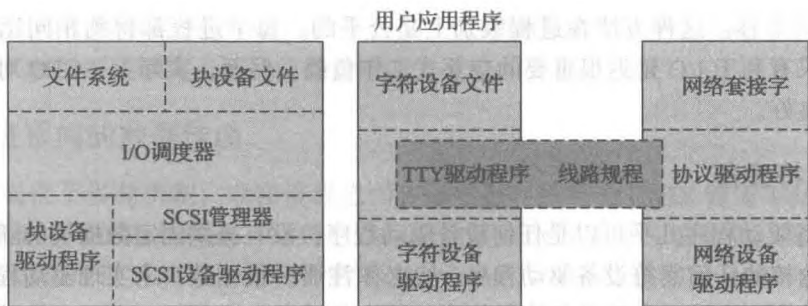 用户应用程序
文件系统 块设备文件 字符设备文件 网络套接字
I/O调度器 TTY驱动程序 线路规程 协议驱动程序
块设备
驱动程序
SCSI管理器
SCSI设备驱动程序
字符设备
驱动程序
网络设备
驱动程序